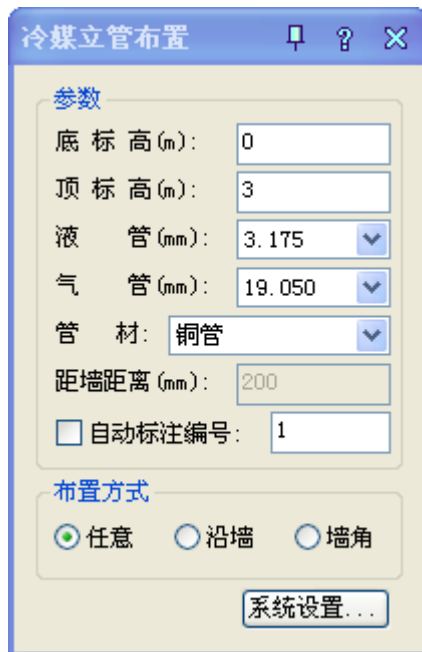 冷媒立管布置
参数
底 标 高(m): 0
顶 标 高(m): 3
液 管(mm): 3.175
气 管(mm): 19.050
管 材: 铜管
距墙距离(mm): 200
自动标注编号: 1
布置方式
任意 沿墙 墙角
系统设置...